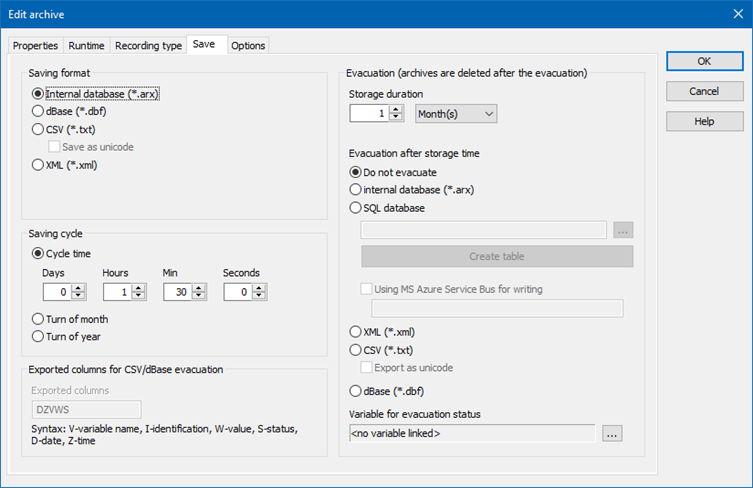 Edit archive
Properties Runtime Recording type Save Options
Saving format
Internal database (*.arx)
dBase (*.dbf)
CSV (*.txt)
Save as unicode
XML (*.xml)
Saving cycle
Cycle time
Days Hours Min Seconds
0 1 30 0
Turn of month
Turn of year
Exported columns for CSV/dBase evacuation
Exported columns
DZVWS
Syntax: V-variable name, I-identification, W-value, S-status,
D-date, Z-time
Evacuation (archives are deleted after the evacuation)
Storage duration
1 Month(s)
Evacuation after storage time
Do not evacuate
internal database (*.arx)
SQL database
...
Create table
Using MS Azure Service Bus for writing
XML (*.xml)
CSV (*.txt)
Export as unicode
dBase (*.dbf)
Variable for evacuation status
<no variable linked> ...
OK
Cancel
Help